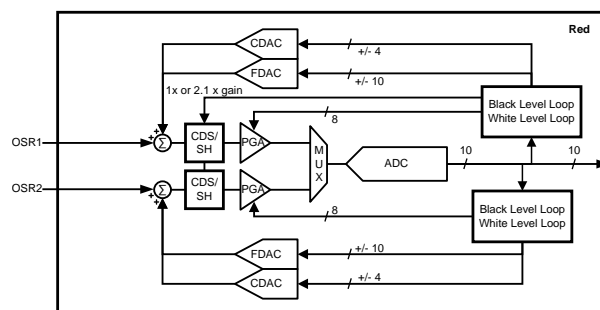 Red
CDAC
+/- 4
FDAC
+/- 10
1x or 2.1 x gain
8
Black Level Loop
White Level Loop
OSR1
+
+
Σ
CDS/
SH
PGA
MUX
ADC
10
10
OSR2
+
+
Σ
CDS/
SH
PGA
8
Black Level Loop
White Level Loop
FDAC
+/- 10
CDAC
+/- 4